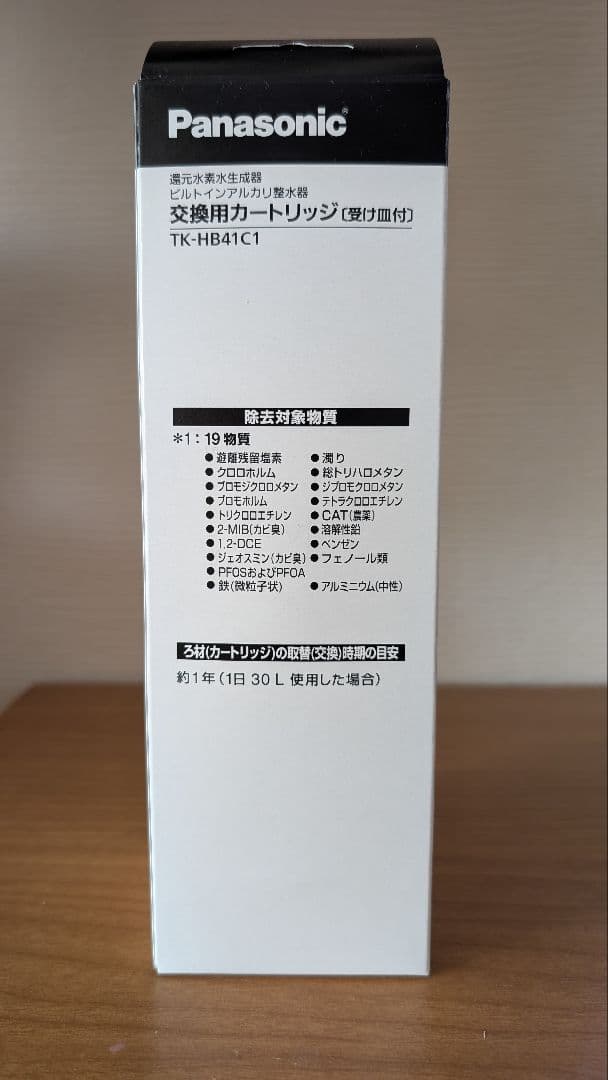 Panasonic
還元水素水生成器
ビルトインアルカリ整水器
交換用カートリッジ〔受け皿付〕
TK-HB41C1
除去対象物質
*1：19物質
●遊離残留塩素 ●濁り
●クロロホルム ●総トリハロメタン
●ブロモジクロロメタン ●ジブロモクロロメタン
●ブロモホルム ●テトラクロロエチレン
●トリクロロエチレン ●CAT(農薬)
●2-MIB(カビ臭) ●溶解性鉛
●1,2-DCE ●ベンゼン
●ジェオスミン(カビ臭) ●フェノール類
●PFOSおよびPFOA
●鉄(微粒子状) ●アルミニウム(中性)
ろ材(カートリッジ)の取替(交換)時期の目安
約1年(1日 30 L 使用した場合)